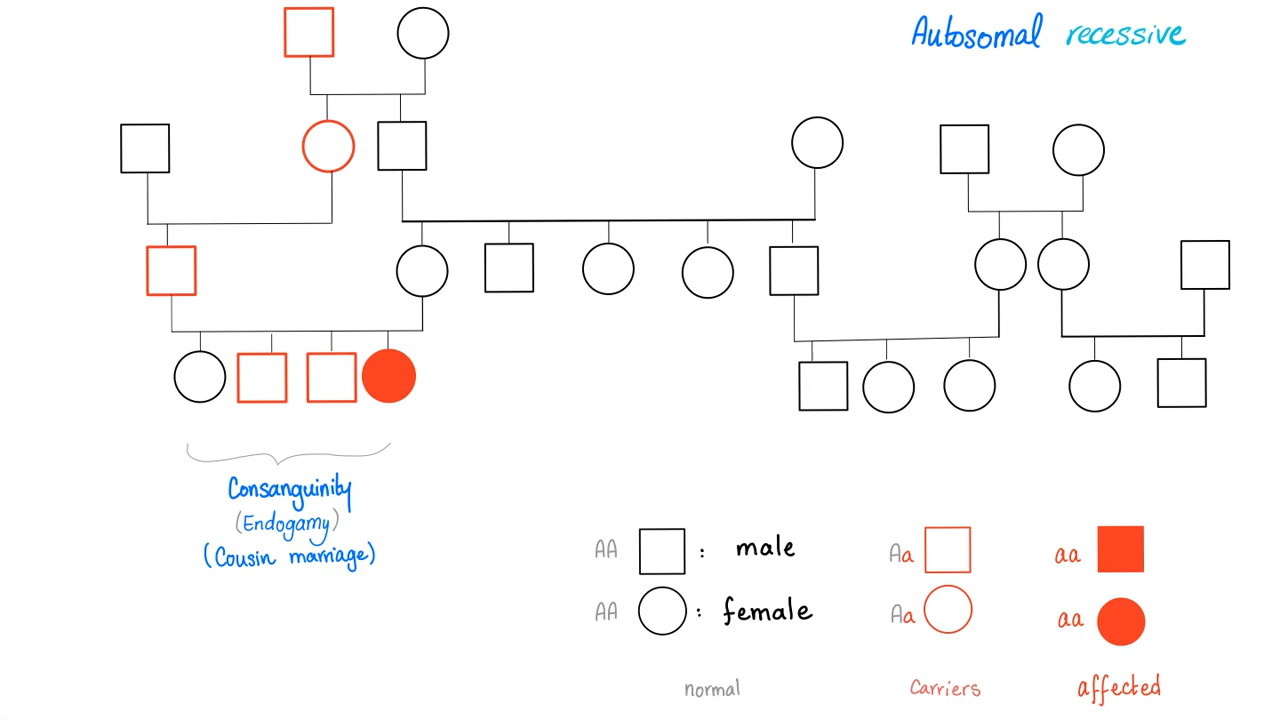 Autosomal recessive
Consanguinity
(Endogamy)
(Cousin marriage)
AA : male Aa aa
AA : female Aa aa
normal Carriers affected